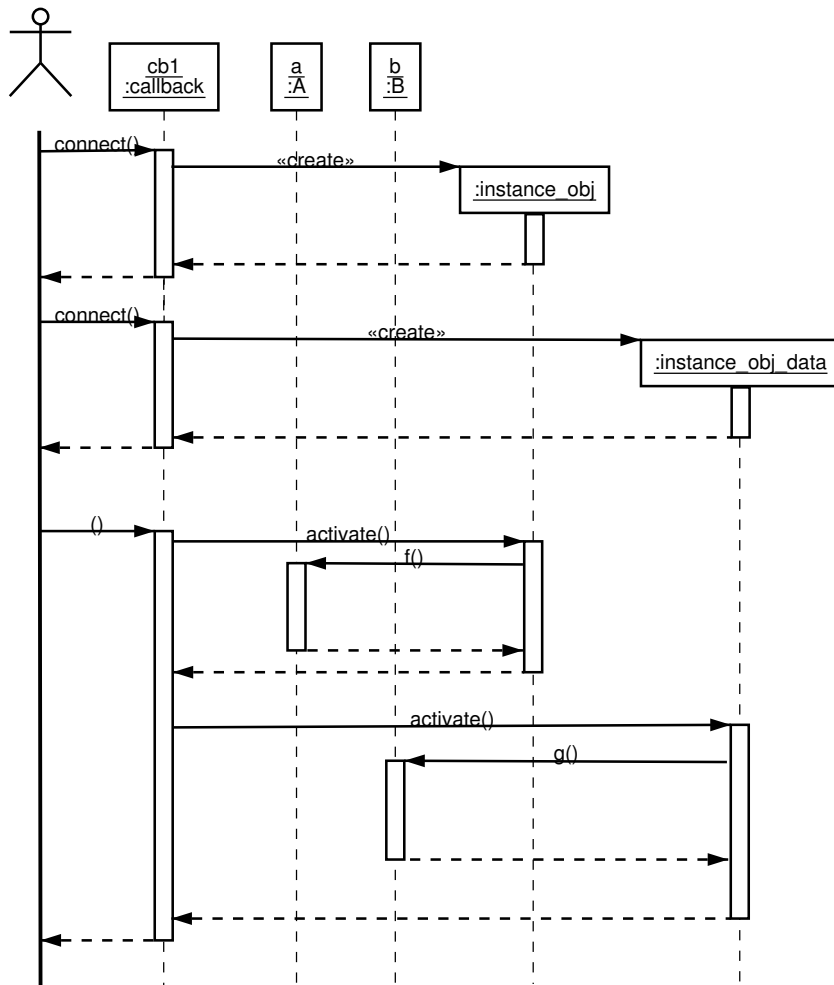 cb1
:callback
a
:A
b
:B
connect()
«create»
:instance_obj
connect()
«create»
:instance_obj_data
()
activate()
f()
activate()
g()